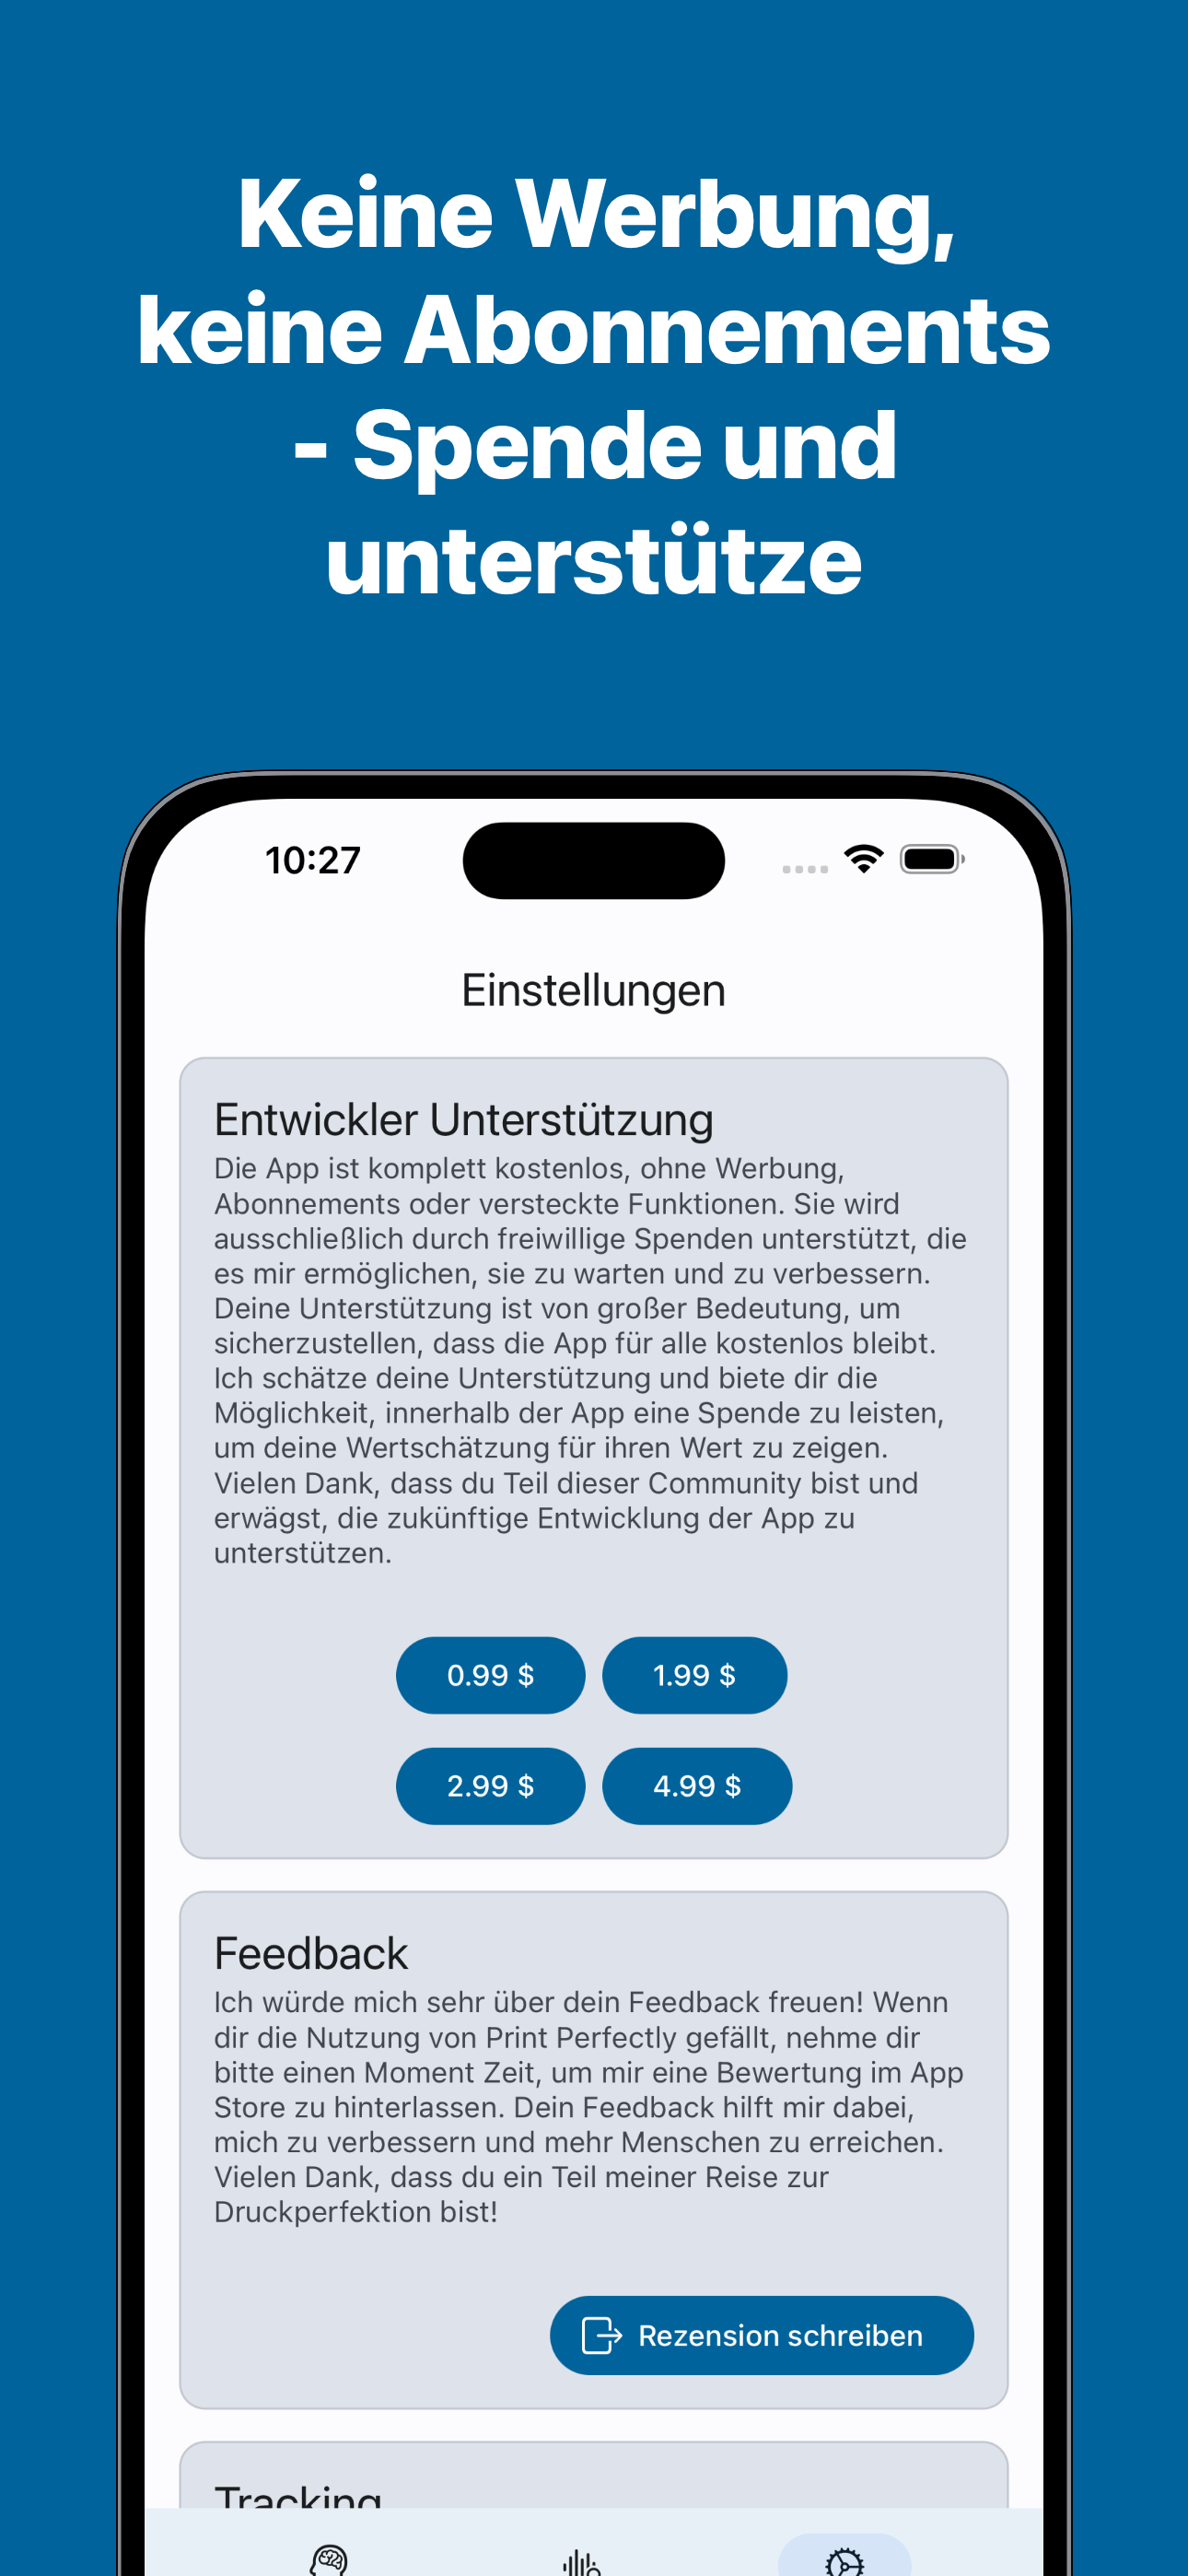 Keine Werbung,
keine Abonnements
- Spende und
unterstütze
10:27
Einstellungen
Entwickler Unterstützung
Die App ist komplett kostenlos, ohne Werbung,
Abonnements oder versteckte Funktionen. Sie wird
ausschließlich durch freiwillige Spenden unterstützt, die
es mir ermöglichen, sie zu warten und zu verbessern.
Deine Unterstützung ist von großer Bedeutung, um
sicherzustellen, dass die App für alle kostenlos bleibt.
Ich schätze deine Unterstützung und biete dir die
Möglichkeit, innerhalb der App eine Spende zu leisten,
um deine Wertschätzung für ihren Wert zu zeigen.
Vielen Dank, dass du Teil dieser Community bist und
erwägst, die zukünftige Entwicklung der App zu
unterstützen.
0.99 $ 1.99 $
2.99 $ 4.99 $
Feedback
Ich würde mich sehr über dein Feedback freuen! Wenn
dir die Nutzung von Print Perfectly gefällt, nehme dir
bitte einen Moment Zeit, um mir eine Bewertung im App
Store zu hinterlassen. Dein Feedback hilft mir dabei,
mich zu verbessern und mehr Menschen zu erreichen.
Vielen Dank, dass du ein Teil meiner Reise zur
Druckperfektion bist!
Rezension schreiben
Tracking